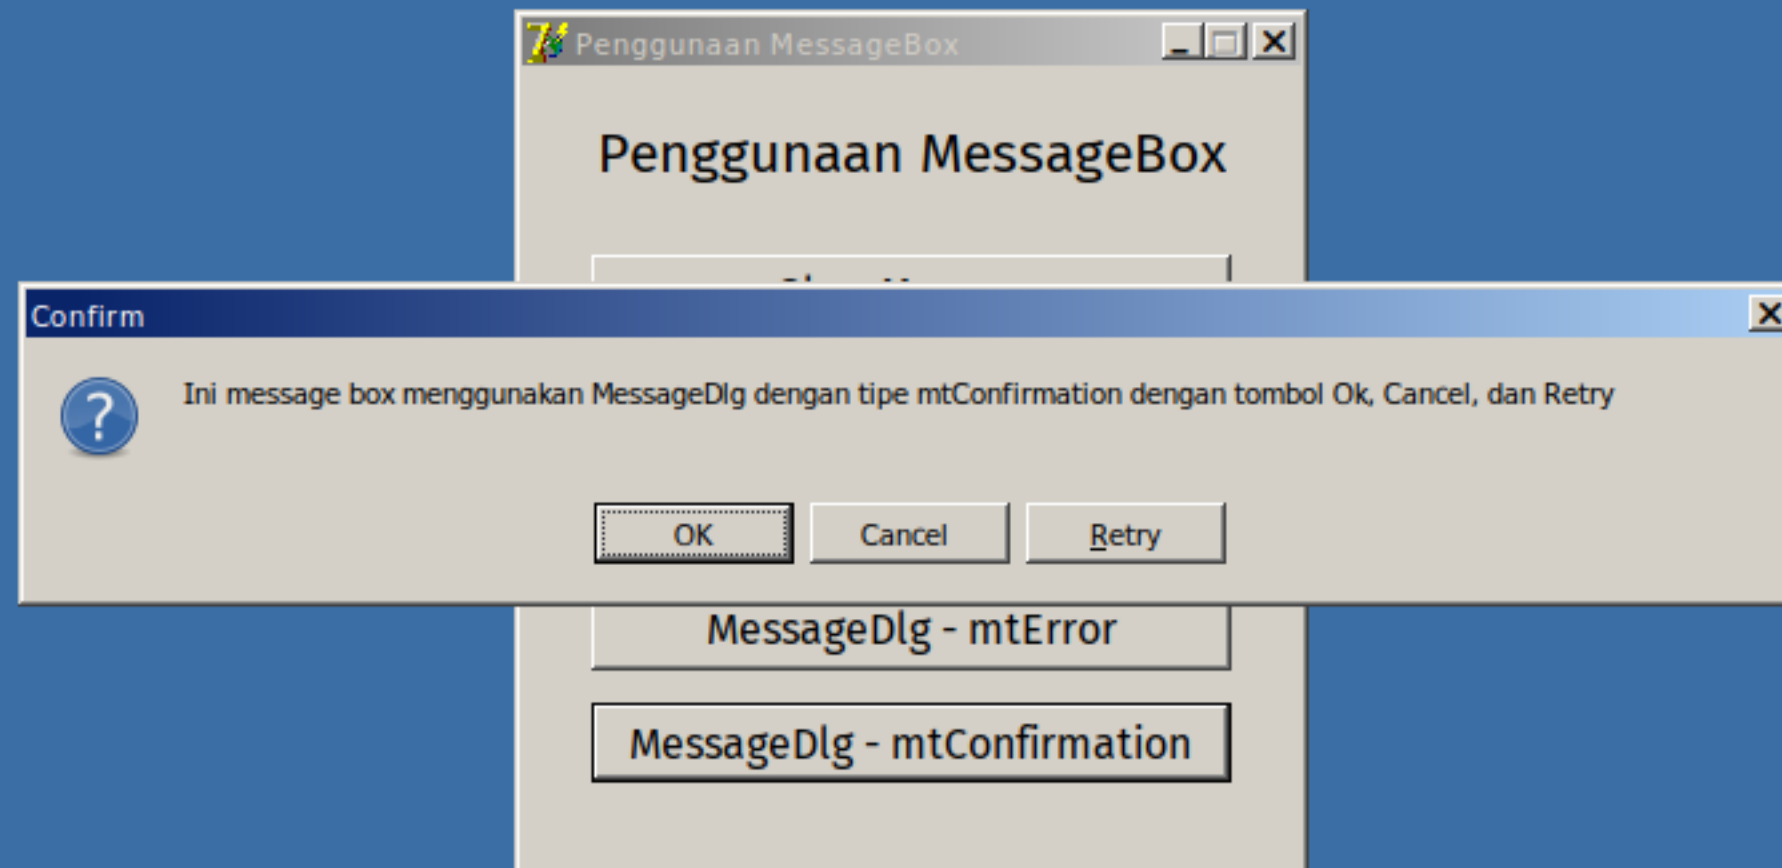 Penggunaan MessageBox
Penggunaan MessageBox
Confirm
Ini message box menggunakan MessageDlg dengan tipe mtConfirmation dengan tombol Ok, Cancel, dan Retry
OK Cancel Retry
MessageDlg - mtError
MessageDlg - mtConfirmation